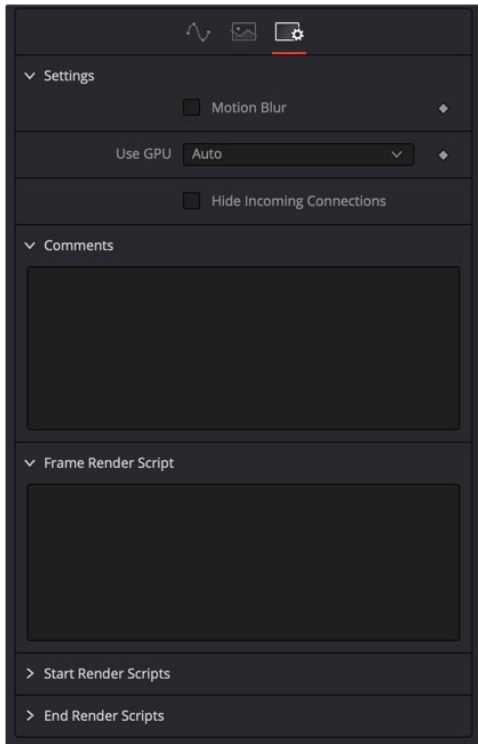 Settings
Motion Blur
Use GPU Auto
Hide Incoming Connections
Comments
Frame Render Script
Start Render Scripts
End Render Scripts